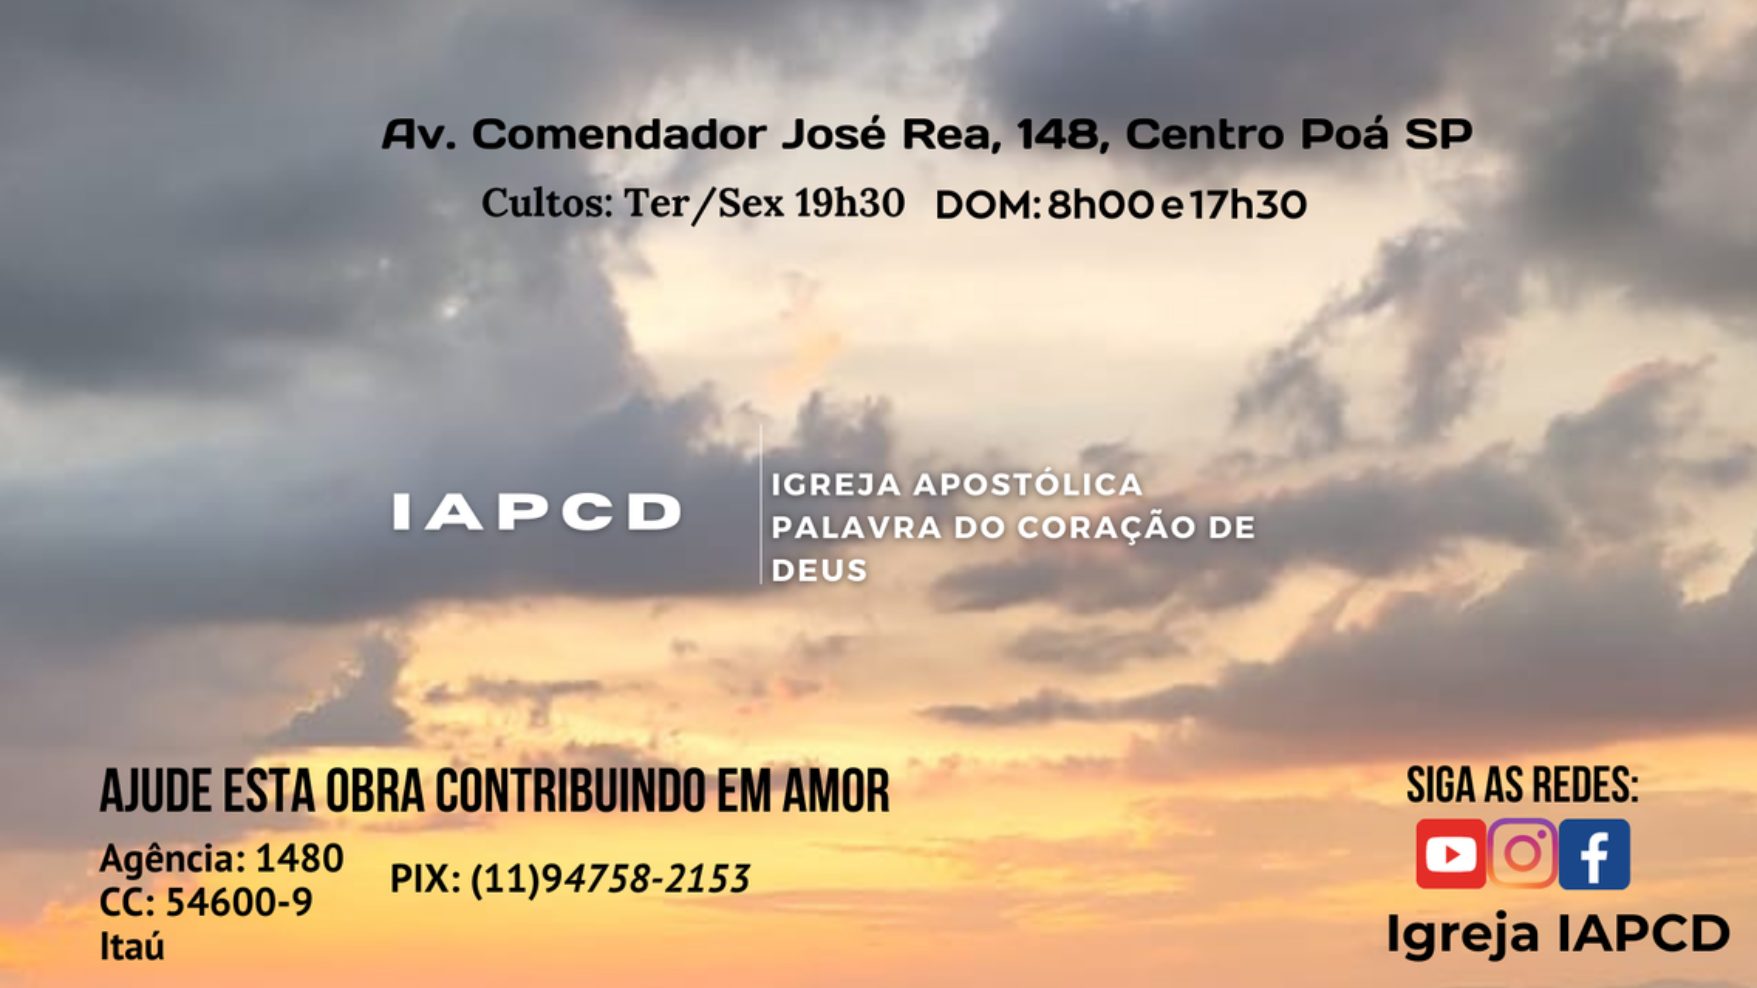 Av. Comendador José Rea, 148, Centro Poá SP
Cultos: Ter/Sex 19h30 DOM: 8h00 e 17h30
IAPCD
IGREJA APOSTÓLICA
PALAVRA DO CORAÇÃO DE
DEUS
AJUDE ESTA OBRA CONTRIBUINDO EM AMOR
Agência: 1480
CC: 54600-9
Itaú
PIX: (11)94758-2153
SIGA AS REDES:
Igreja IAPCD